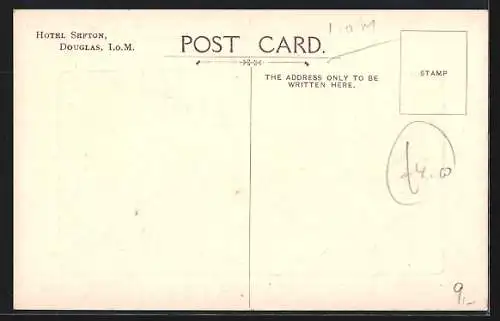 HOTEL SEFTON,
DOUGLAS, I.O.M.
I.O.M
POST CARD.
THE ADDRESS ONLY TO BE
WRITTEN HERE.
STAMP
£4.00
9,-